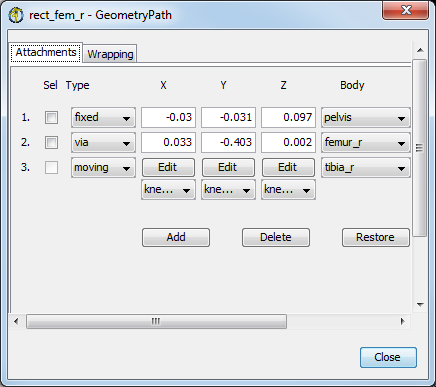 rect_fem_r - GeometryPath
Attachments Wrapping
Sel Type X Y Z Body
1. fixed -0.03 -0.031 0.097 pelvis
2. via 0.033 -0.403 0.002 femur_r
3. moving Edit Edit Edit tibia_r
kne... kne... kne...
Add Delete Restore
Close